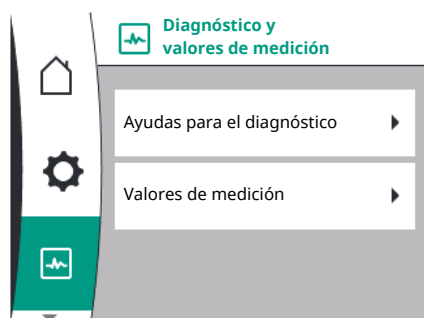 Diagnóstico y
valores de medición
Ayudas para el diagnóstico
Valores de medición